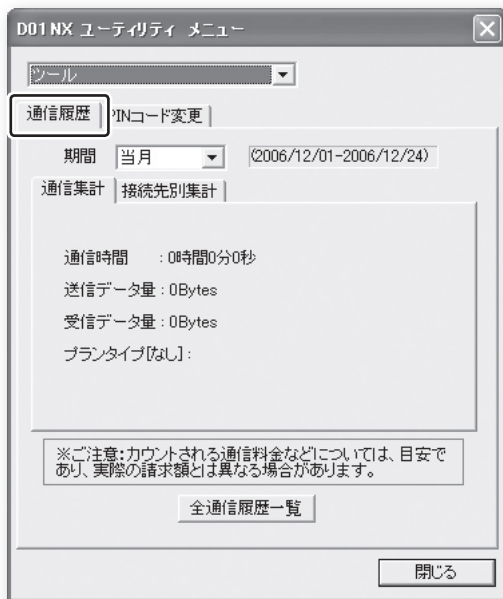 D01NX ユーティリティ メニュー
ツール
通信履歴 PINコード変更
期間 当月 (2006/12/01-2006/12/24)
通信集計 接続先別集計
通信時間 :0時間0分0秒
送信データ量:0Bytes
受信データ量:0Bytes
プランタイプ[なし]:
※ご注意:カウントされる通信料金などについては、目安で
あり、実際の請求額とは異なる場合があります。
全通信履歴一覧
閉じる